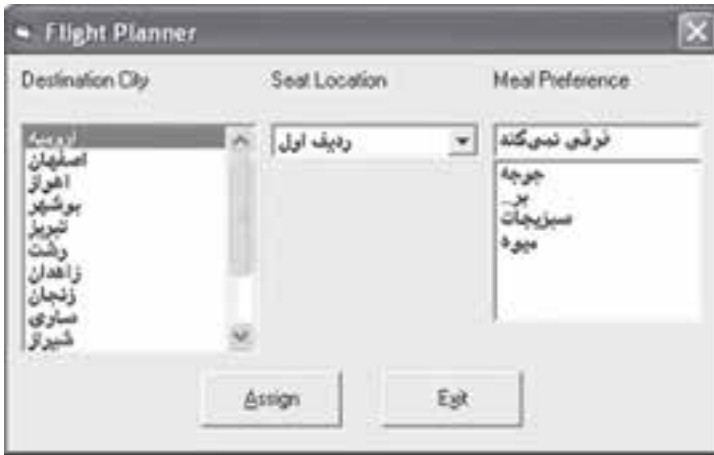 Flight Planner
Destination City
Seat Location
Meal Preference
ارومیه
اصفهان
اهواز
بوشهر
تبریز
رشت
زاهدان
زنجان
ساری
شیراز
ردیف اول
فرقی نمی‌کند
جوجه
سبزیجات
میوه
Assign
Exit